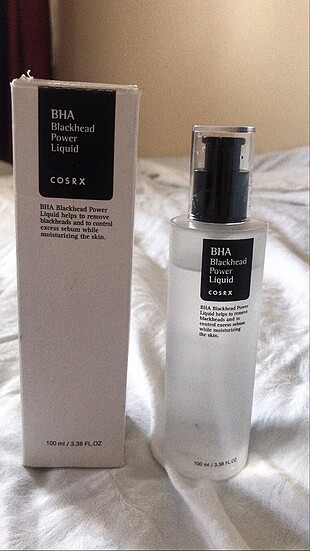 BHA
Blackhead
Power
Liquid
COSRX
BHA Blackhead Power
Liquid helps to remove
blackheads and to control
excess sebum while
moisturizing the skin.
100 ml / 3.38 FL.OZ
BHA
Blackhead
Power
Liquid
COSRX
BHA Blackhead Power
Liquid helps to remove
blackheads and to
control excess sebum
while moisturizing
the skin.
100 ml / 3.38 FL.OZ